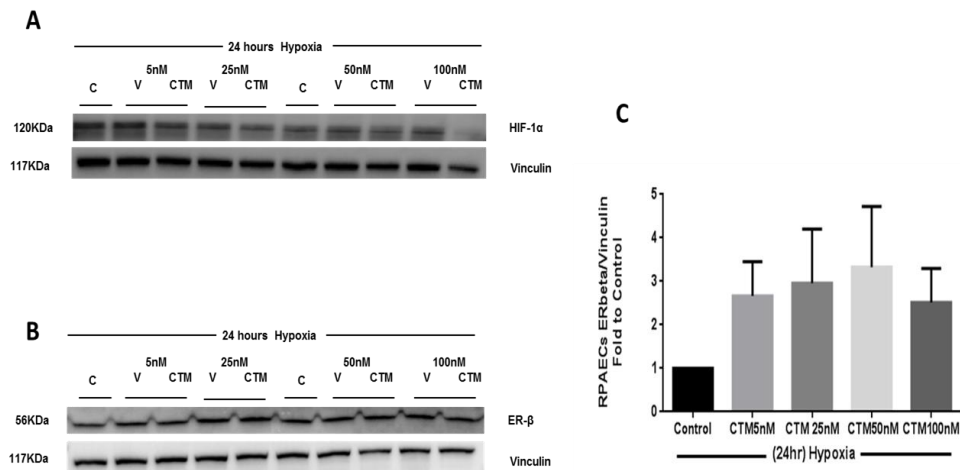 A
24 hours Hypoxia
5nM 25nM 50nM 100nM
C V CTM V CTM C V CTM V CTM
120KDa HIF-1α
117KDa Vinculin
B
24 hours Hypoxia
5nM 25nM 50nM 100nM
C V CTM V CTM C V CTM V CTM
56KDa ER-β
117KDa Vinculin
C
RPAECs ERbeta/Vinculin
Fold to Control
5
4
3
2
1
0
Control CTM5nM CTM 25nM CTM50nM CTM100nM
(24hr) Hypoxia